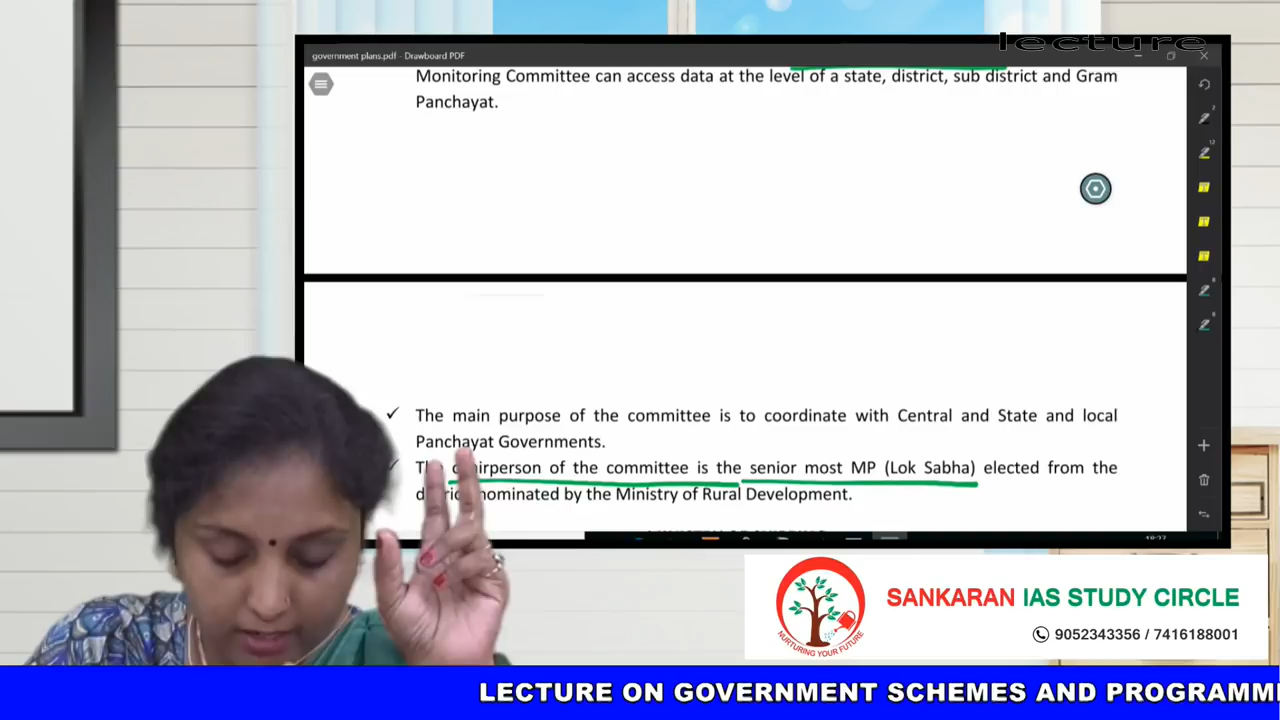 lecture
government plans.pdf - Drawboard PDF
Monitoring Committee can access data at the level of a state, district, sub district and Gram
Panchayat.
The main purpose of the committee is to coordinate with Central and State and local
Panchayat Governments.
The chairperson of the committee is the senior most MP (Lok Sabha) elected from the
nominated by the Ministry of Rural Development.
SANKARAN IAS STUDY CIRCLE
NURTURING YOUR FUTURE
9052343356 / 7416188001
LECTURE ON GOVERNMENT SCHEMES AND PROGRAMM